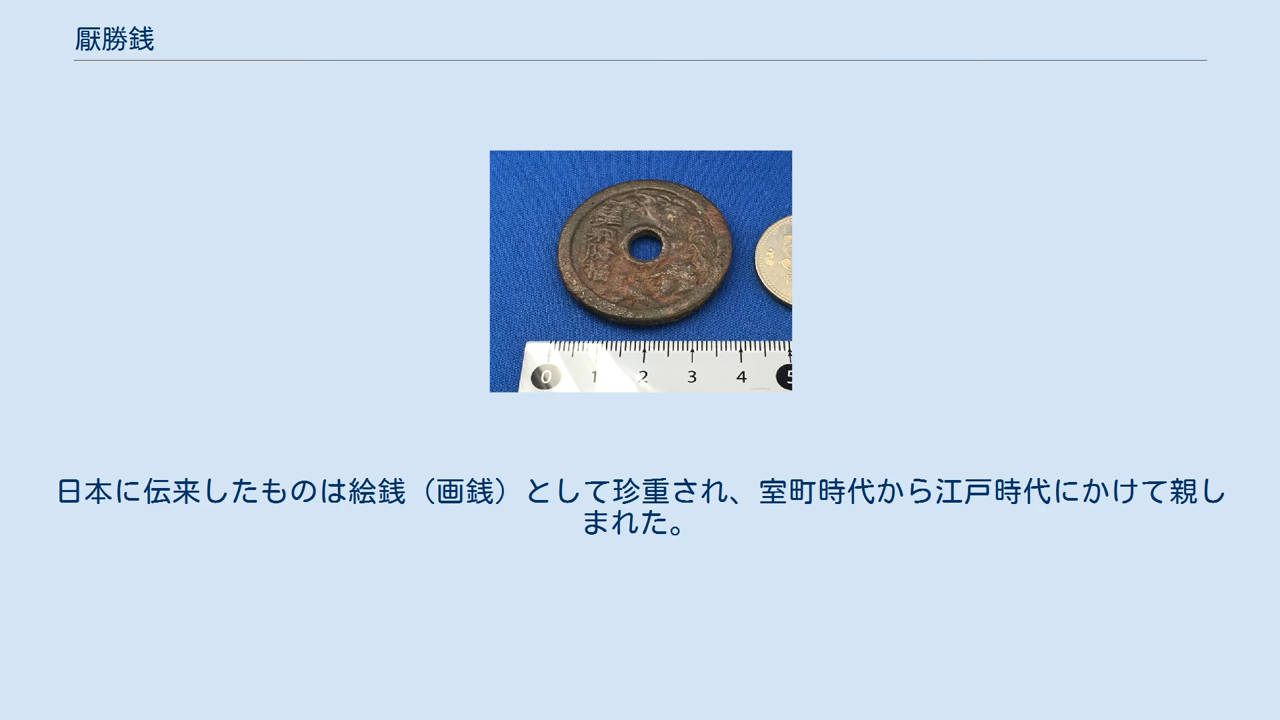 厭勝銭
0 1 2 3 4 5
日本に伝来したものは絵銭（画銭）として珍重され、室町時代から江戸時代にかけて親し
まれた。